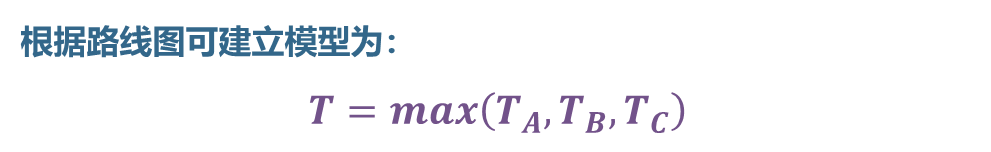 根据路线图可建立模型为：
T = max(T_A, T_B, T_C)